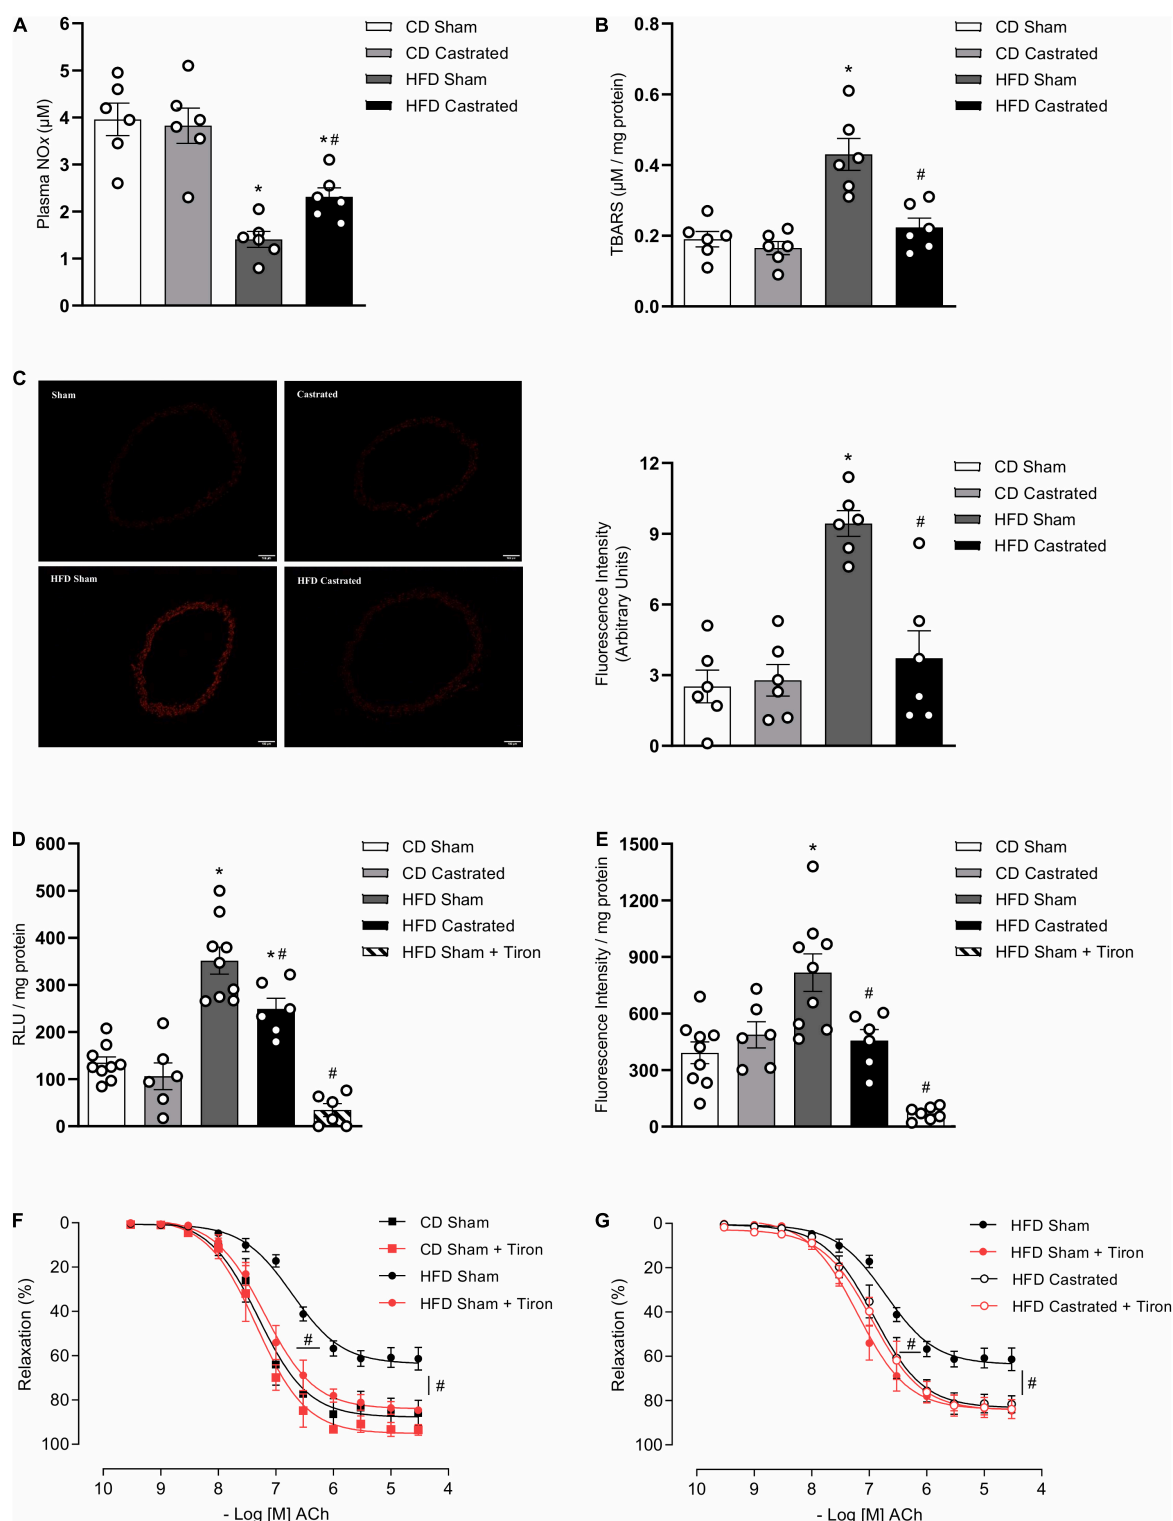 A
Plasma NOx (μM)
6
5
4
3
2
1
0
*
* #
CD Sham
CD Castrated
HFD Sham
HFD Castrated
B
TBARS (μM / mg protein)
0.8
0.6
0.4
0.2
0.0
*
#
CD Sham
CD Castrated
HFD Sham
HFD Castrated
C
Sham
Castrated
HFD Sham
HFD Castrated
Fluorescence Intensity
(Arbitrary Units)
12
9
6
3
0
*
#
CD Sham
CD Castrated
HFD Sham
HFD Castrated
D
RLU / mg protein
600
500
400
300
200
100
0
*
* #
#
CD Sham
CD Castrated
HFD Sham
HFD Castrated
HFD Sham + Tiron
E
Fluorescence Intensity / mg protein
1500
1200
900
600
300
0
*
#
#
CD Sham
CD Castrated
HFD Sham
HFD Castrated
HFD Sham + Tiron
F
Relaxation (%)
0
20
40
60
80
100
#
#
CD Sham
CD Sham + Tiron
HFD Sham
HFD Sham + Tiron
10 9 8 7 6 5 4
- Log [M] ACh
G
Relaxation (%)
0
20
40
60
80
100
#
#
HFD Sham
HFD Sham + Tiron
HFD Castrated
HFD Castrated + Tiron
10 9 8 7 6 5 4
- Log [M] ACh